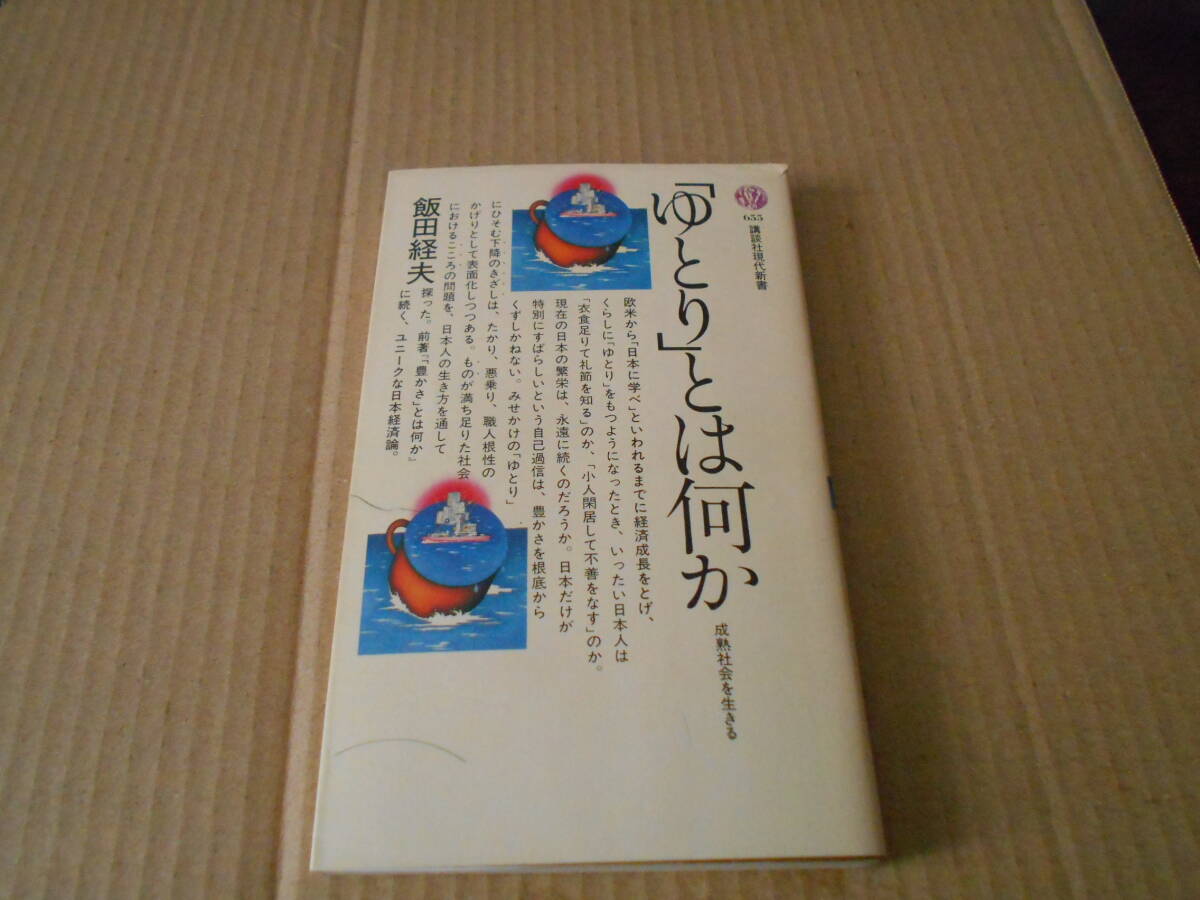 655
講談社現代新書
「ゆとり」とは何か
成熟社会を生きる
欧米から「日本に学べ」といわれるまでに経済成長をとげ、
くらしに「ゆとり」をもつようになったとき、いったい日本人は
「衣食足りて礼節を知る」のか、「小人閑居して不善をなす」のか。
現在の日本の繁栄は、永遠に続くのだろうか。日本だけが
特別にすばらしいという自己過信は、豊かさを根底から
くずしかねない。みせかけの「ゆとり」
にひそむ下降のきざしは、たかり、悪乗り、職人根性の
かげりとして表面化しつつある。ものが満ち足りた社会
におけるこころの問題を、日本人の生き方を通して
探った。前著『「豊かさ」とは何か』
に続く、ユニークな日本経済論。
飯田経夫